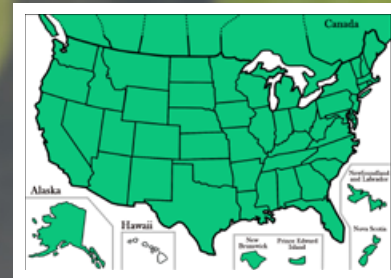 Canada
Newfoundland
and Labrador
Alaska
Hawaii
New
Brunswick
Prince Edward
Island
Nova Scotia